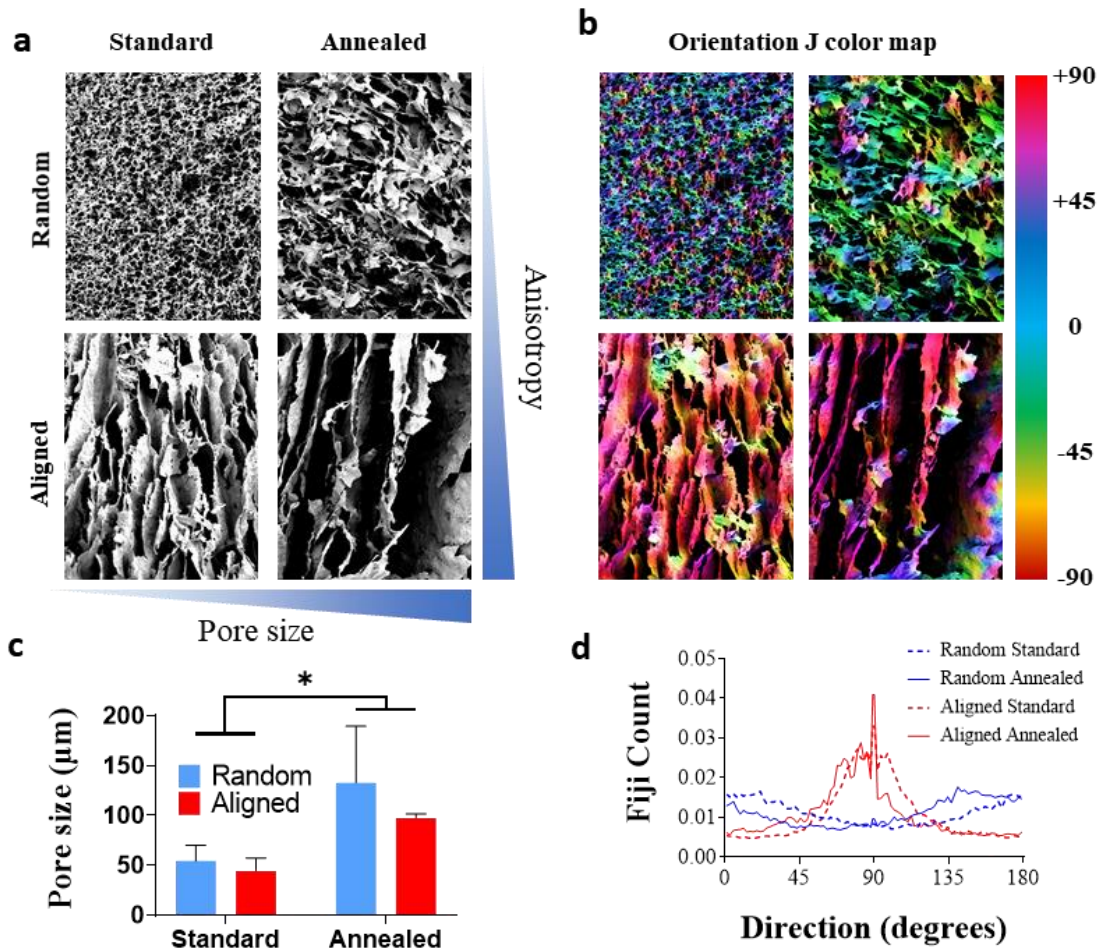 a
Standard
Annealed
Random
Aligned
Anisotropy
Pore size
b
Orientation J color map
+90
+45
0
-45
-90
c
*
Pore size (µm)
200
150
100
50
0
Random
Aligned
Standard
Annealed
d
Random Standard
Random Annealed
Aligned Standard
Aligned Annealed
Fiji Count
0.05
0.04
0.03
0.02
0.01
0.00
0
45
90
135
180
Direction (degrees)